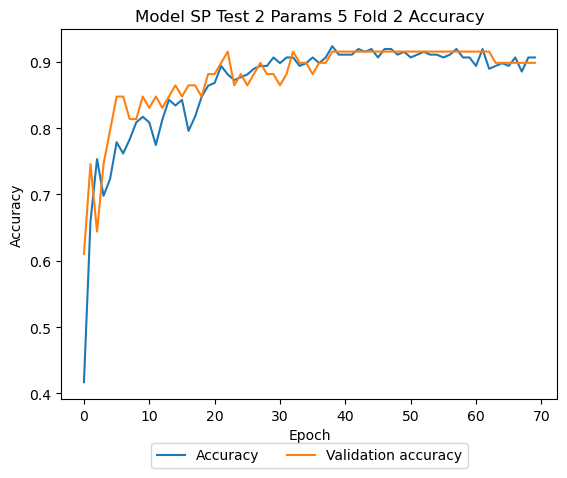 Model SP Test 2 Params 5 Fold 2 Accuracy
0.9
0.8
0.7
0.6
0.5
0.4
Accuracy
0 10 20 30 40 50 60 70
Epoch
Accuracy Validation accuracy